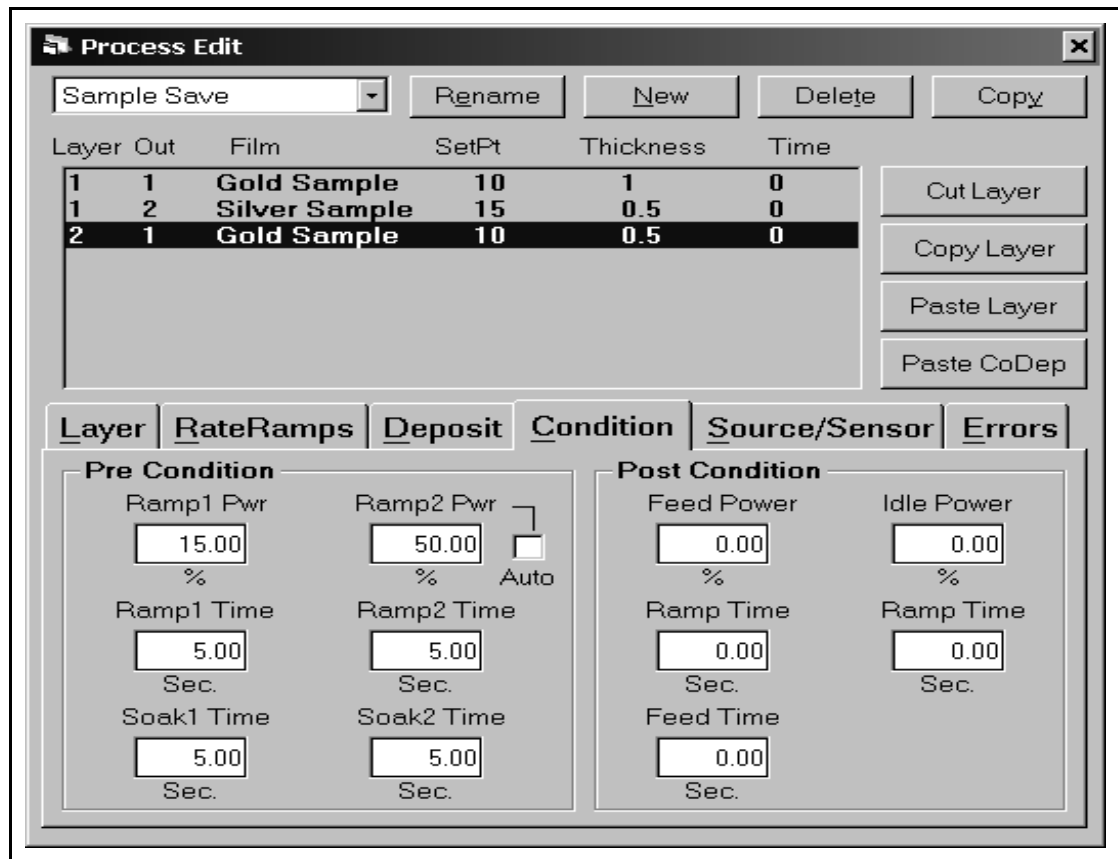 Process Edit
Sample Save Rename New Delete Copy
Layer Out Film SetPt Thickness Time
1 1 Gold Sample 10 1 0
1 2 Silver Sample 15 0.5 0
2 1 Gold Sample 10 0.5 0
Cut Layer
Copy Layer
Paste Layer
Paste CoDep
Layer RateRamps Deposit Condition Source/Sensor Errors
Pre Condition
Ramp1 Pwr Ramp2 Pwr
15.00 50.00
% % Auto
Ramp1 Time Ramp2 Time
5.00 5.00
Sec. Sec.
Soak1 Time Soak2 Time
5.00 5.00
Sec. Sec.
Post Condition
Feed Power Idle Power
0.00 0.00
% %
Ramp Time Ramp Time
0.00 0.00
Sec. Sec.
Feed Time
0.00
Sec.